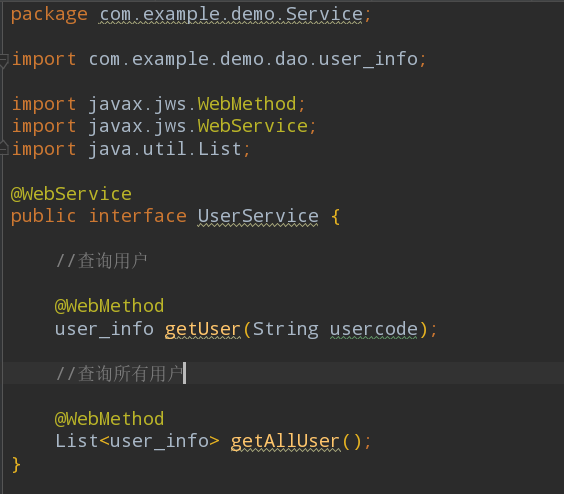 package com.example.demo.Service;
import com.example.demo.dao.user_info;
import javax.jws.WebMethod;
import javax.jws.WebService;
import java.util.List;
@WebService
public interface UserService {
//查询用户
@WebMethod
user_info getUser(String usercode);
//查询所有用户
@WebMethod
List<user_info> getAllUser();
}